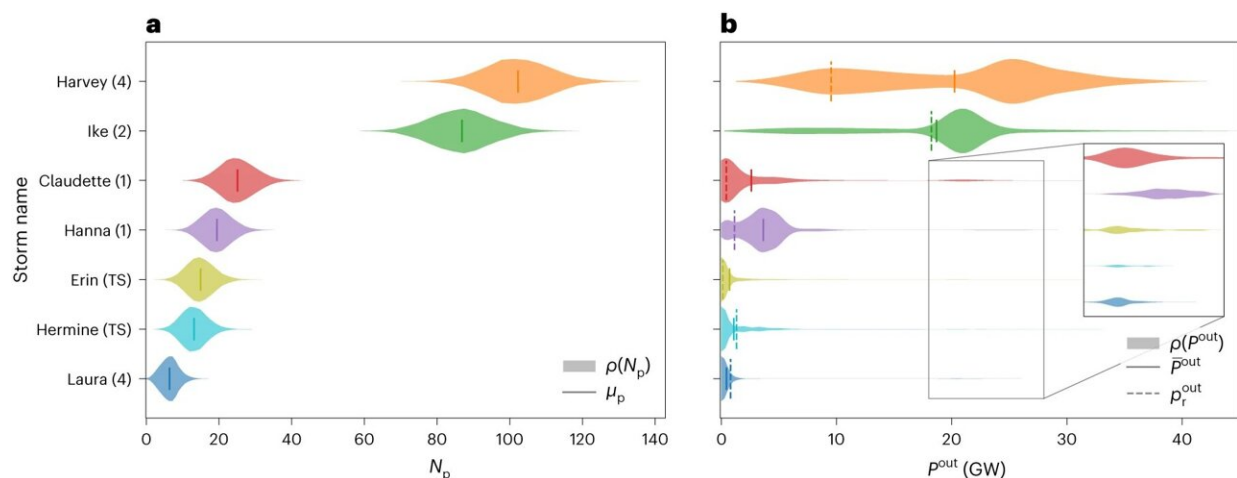 a
b
Storm name
Harvey (4)
Ike (2)
Claudette (1)
Hanna (1)
Erin (TS)
Hermine (TS)
Laura (4)
ρ(Nₚ)
μₚ
0 20 40 60 80 100 120 140
Nₚ
ρ(Pᵒᵘᵗ)
P̅ᵒᵘᵗ
pᵣᵒᵘᵗ
0 10 20 30 40
Pᵒᵘᵗ (GW)